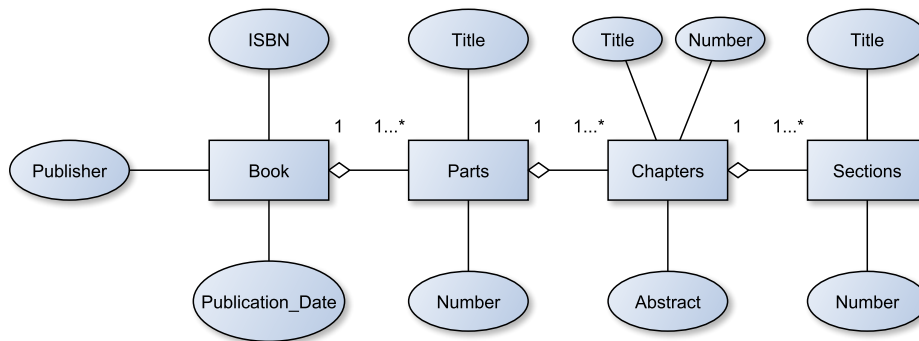 ISBN
Title
Title
Number
Title
1
1...*
1
1...*
1
1...*
Publisher
Book
Parts
Chapters
Sections
Publication_Date
Number
Abstract
Number